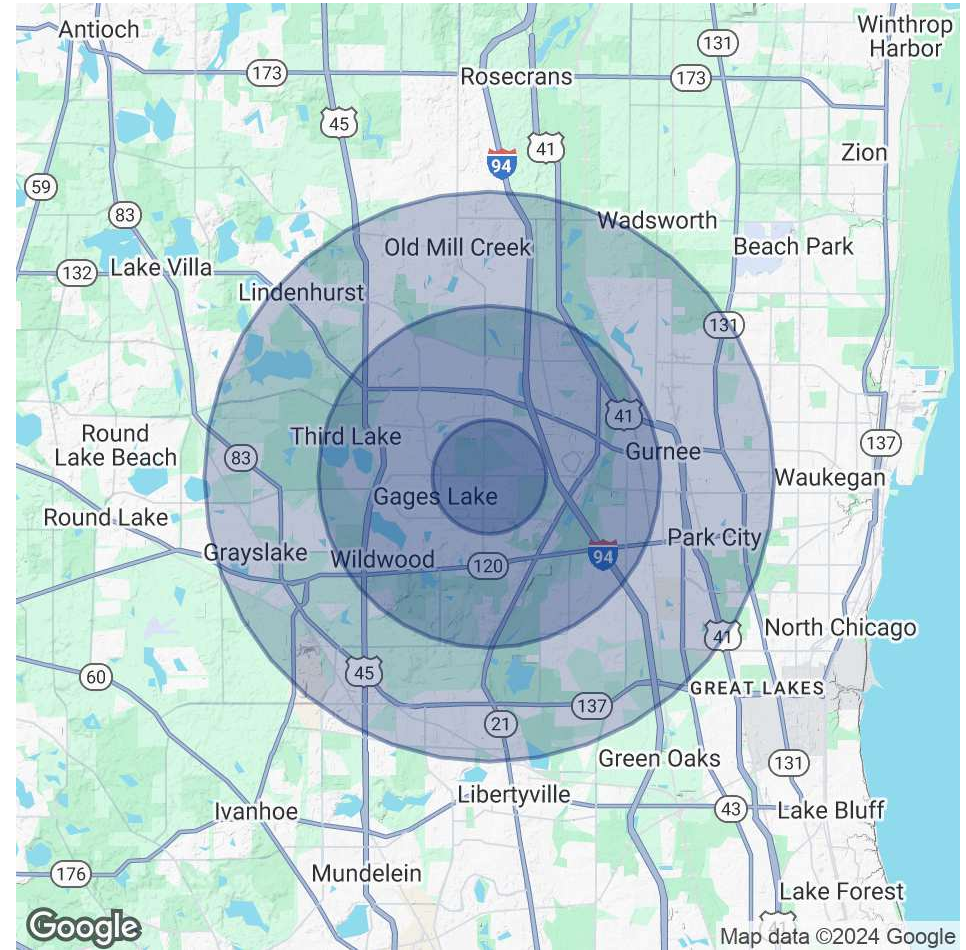 Antioch
Winthrop
Harbor
131
173
Rosecrans
173
45
41
Zion
94
59
83
Wadsworth
Old Mill Creek
Beach Park
Lake Villa
132
Lindenhurst
131
41
Round
Lake Beach
Third Lake
137
83
Gurnee
Waukegan
Gages Lake
Round Lake
Park City
Grayslake
Wildwood
120
94
North Chicago
41
45
60
GREAT LAKES
137
21
Green Oaks
131
Libertyville
Ivanhoe
43
Lake Bluff
176
Mundelein
Lake Forest
41
Google
Map data ©2024 Google